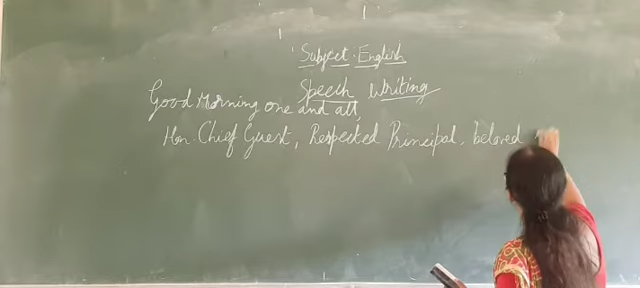 Subject. English
Speech Writing
Good Morning one and all,
Hon. Chief Guest, Respected Principal, beloved